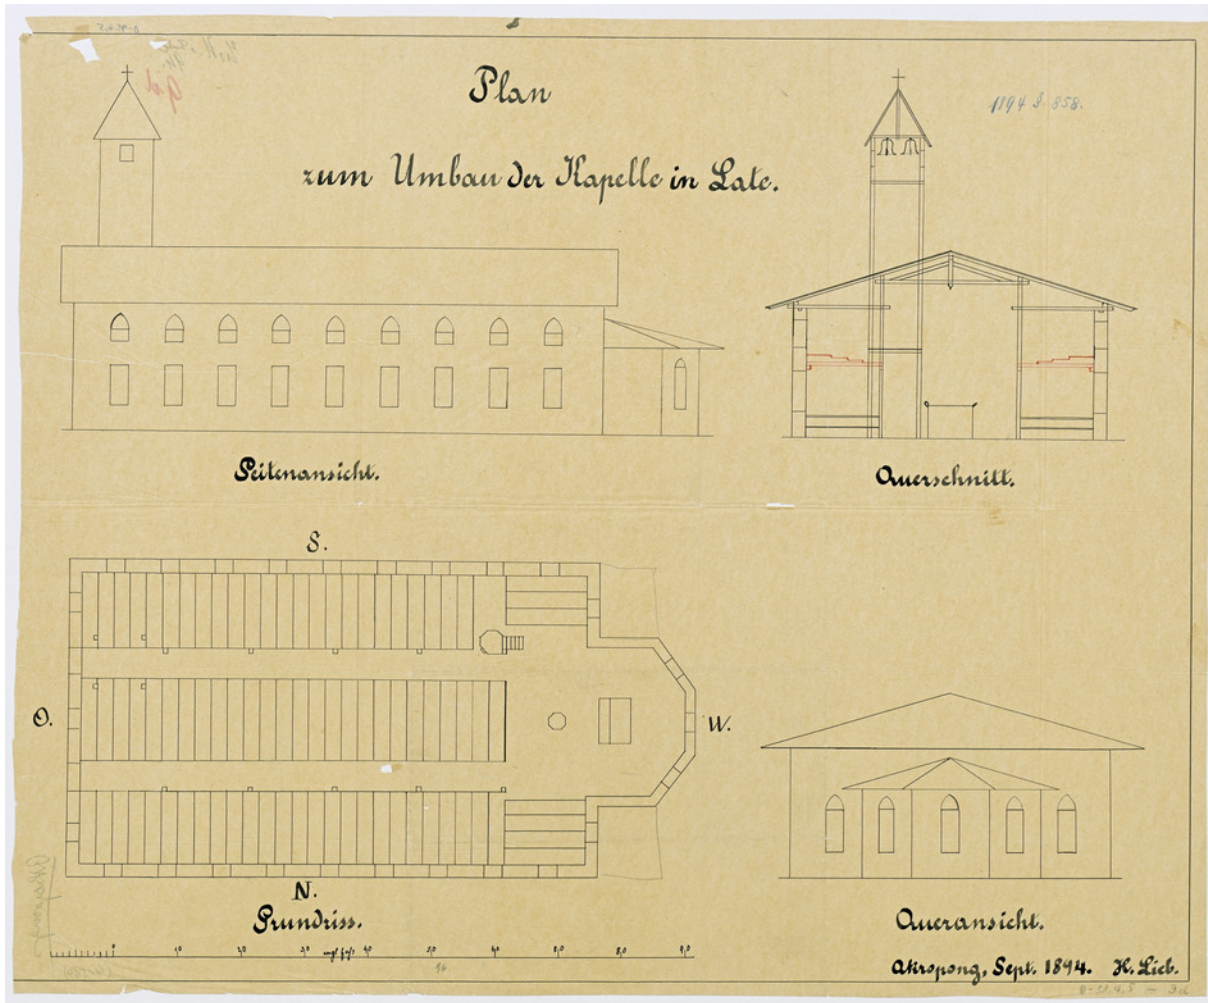 Plan
1894 J. 858.
zum Umbau der Kapelle in Late.
Seitenansicht.
Querschnitt.
S.
O.
W.
N.
Grundriss.
Queransicht.
Akropong, Sept. 1894. H. Lieb.